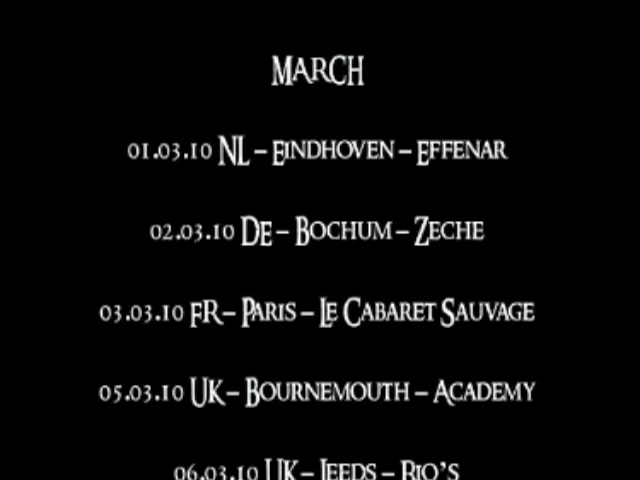 March
01.03.10 NL – Eindhoven – Effenar
02.03.10 De – Bochum – Zeche
03.03.10 FR – Paris – Le Cabaret Sauvage
05.03.10 UK – Bournemouth – Academy
06.03.10 UK – Leeds – Rio's